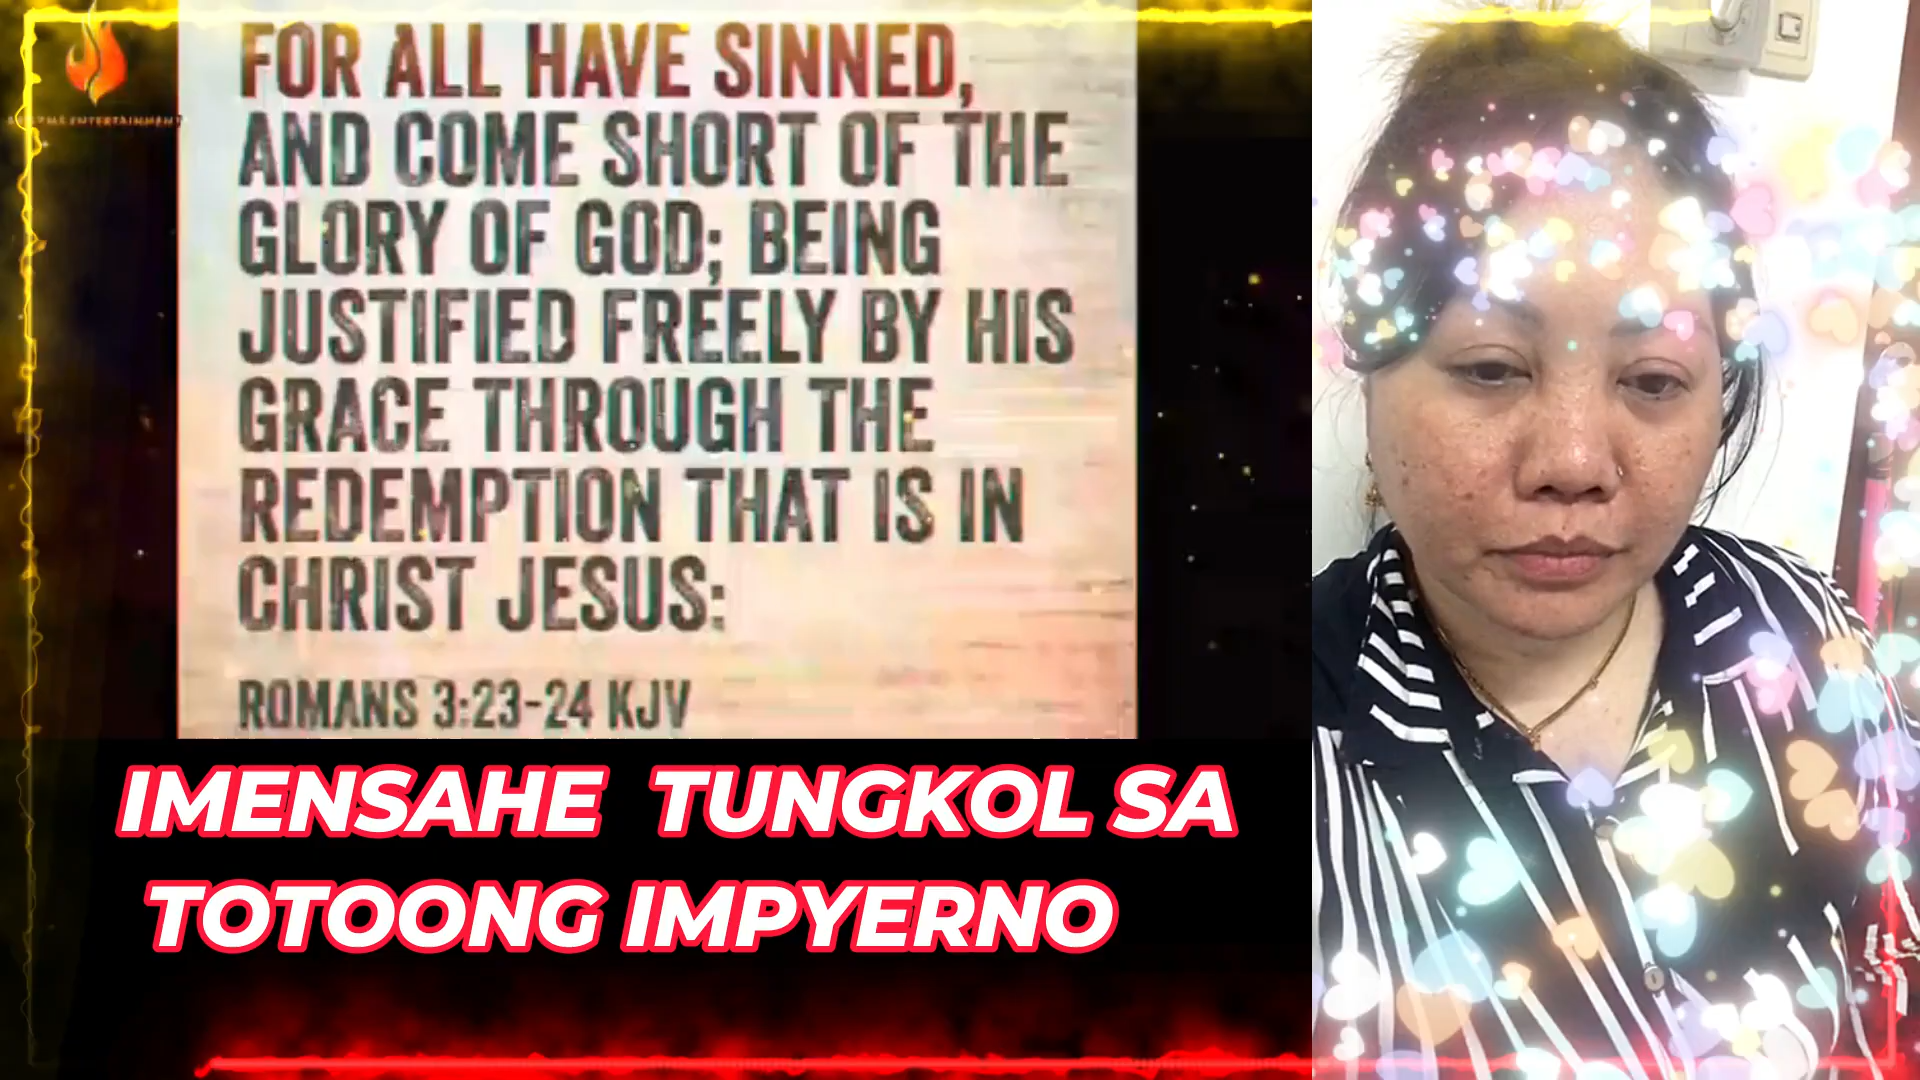 FOR ALL HAVE SINNED,
AND COME SHORT OF THE
GLORY OF GOD; BEING
JUSTIFIED FREELY BY HIS
GRACE THROUGH THE
REDEMPTION THAT IS IN
CHRIST JESUS:
ROMANS 3:23-24 KJV
IMENSAHE TUNGKOL SA
TOTOONG IMPYERNO
ENTERTAINMENT